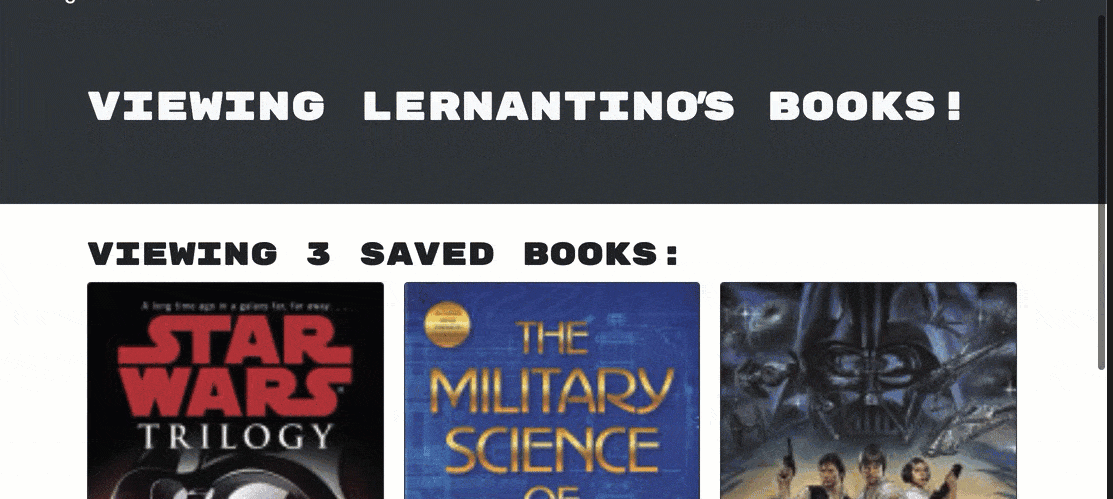 VIEWING LERNANTINO'S BOOKS!
VIEWING 3 SAVED BOOKS:
A long time ago in a galaxy far, far away. . . .
STAR
WARS
TRILOGY
THE
MILITARY
SCIENCE
OF